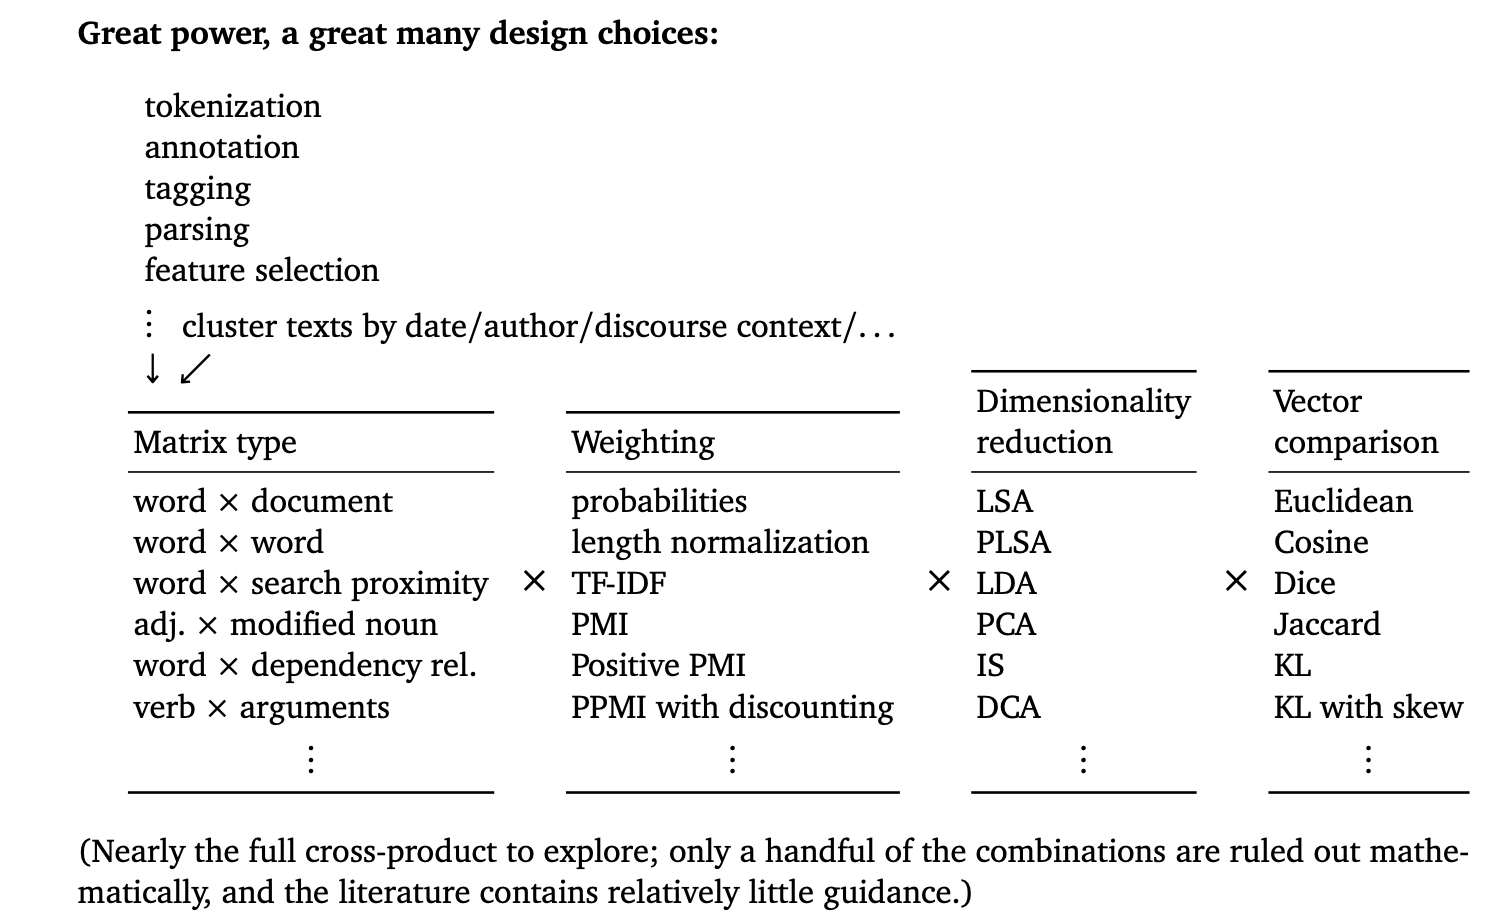 Great power, a great many design choices:
tokenization
annotation
tagging
parsing
feature selection
⋮ cluster texts by date/author/discourse context/...
↓ ↙
Matrix type
word × document
word × word
word × search proximity
adj. × modified noun
word × dependency rel.
verb × arguments
⋮
×
Weighting
probabilities
length normalization
TF-IDF
PMI
Positive PMI
PPMI with discounting
⋮
×
Dimensionality
reduction
LSA
PLSA
LDA
PCA
IS
DCA
⋮
×
Vector
comparison
Euclidean
Cosine
Dice
Jaccard
KL
KL with skew
⋮
(Nearly the full cross-product to explore; only a handful of the combinations are ruled out mathe-
matically, and the literature contains relatively little guidance.)